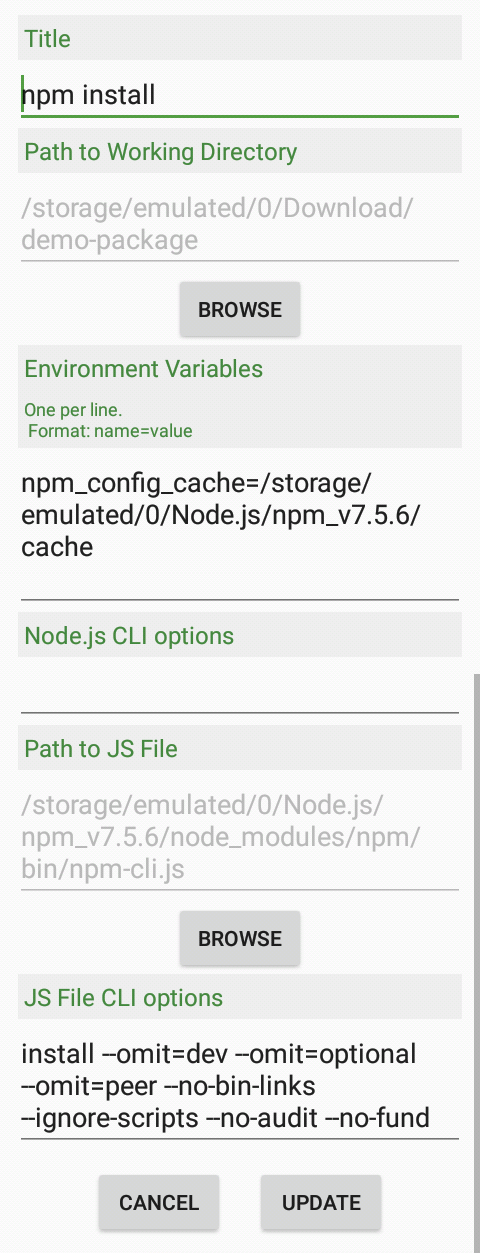 Title
npm install
Path to Working Directory
/storage/emulated/0/Download/
demo-package
BROWSE
Environment Variables
One per line.
Format: name=value
npm_config_cache=/storage/
emulated/0/Node.js/npm_v7.5.6/
cache
Node.js CLI options
Path to JS File
/storage/emulated/0/Node.js/
npm_v7.5.6/node_modules/npm/
bin/npm-cli.js
BROWSE
JS File CLI options
install --omit=dev --omit=optional
--omit=peer --no-bin-links
--ignore-scripts --no-audit --no-fund
CANCEL UPDATE